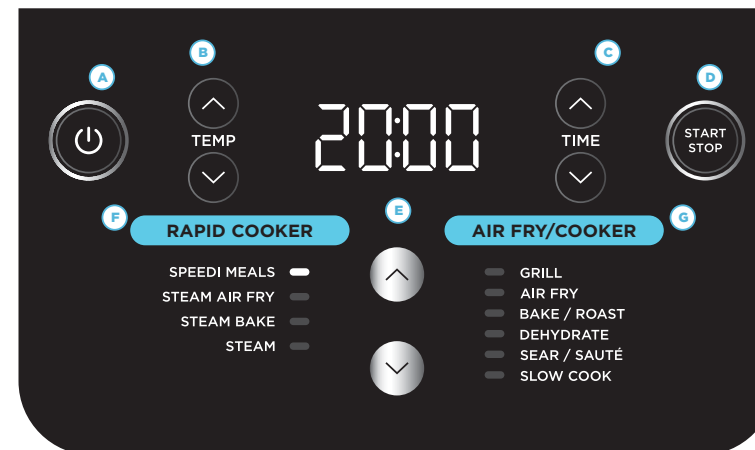 A
B
C
D
TEMP
20:00
TIME
START
STOP
F
E
G
RAPID COOKER
AIR FRY/COOKER
SPEEDI MEALS
STEAM AIR FRY
STEAM BAKE
STEAM
GRILL
AIR FRY
BAKE / ROAST
DEHYDRATE
SEAR / SAUTÉ
SLOW COOK